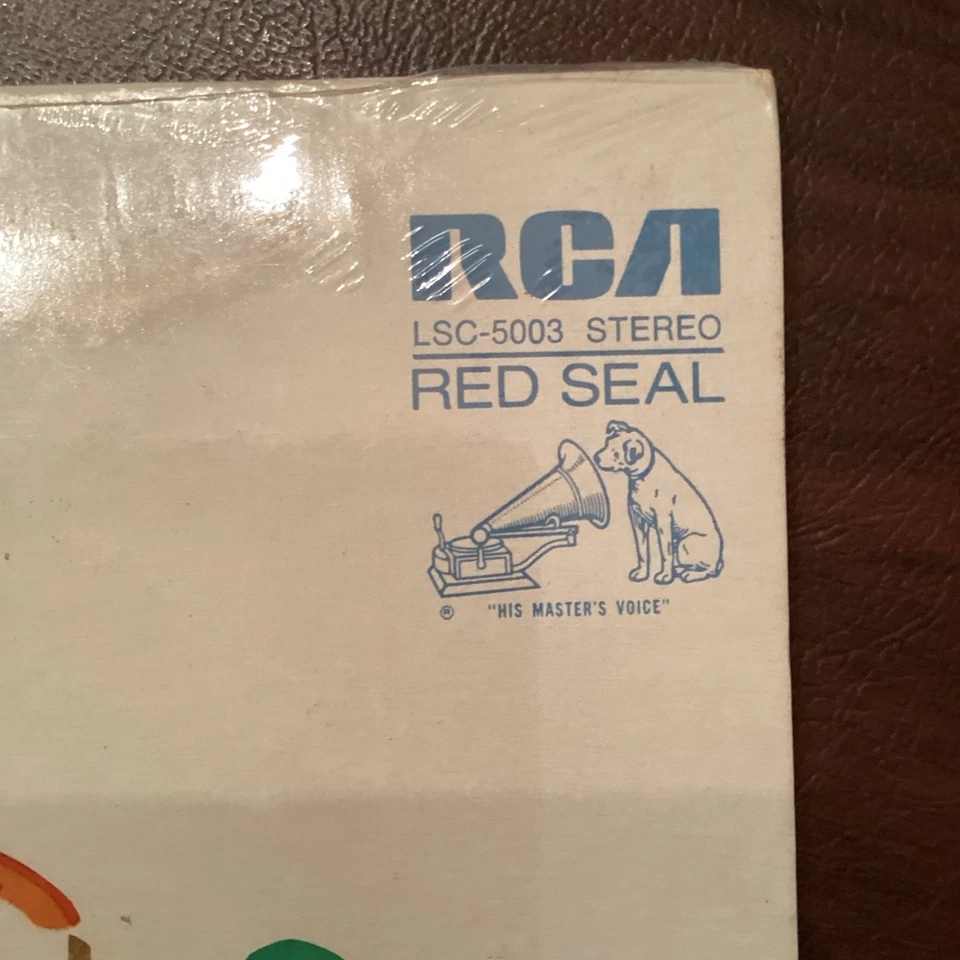 RCA
LSC-5003 STEREO
RED SEAL
® "HIS MASTER'S VOICE"